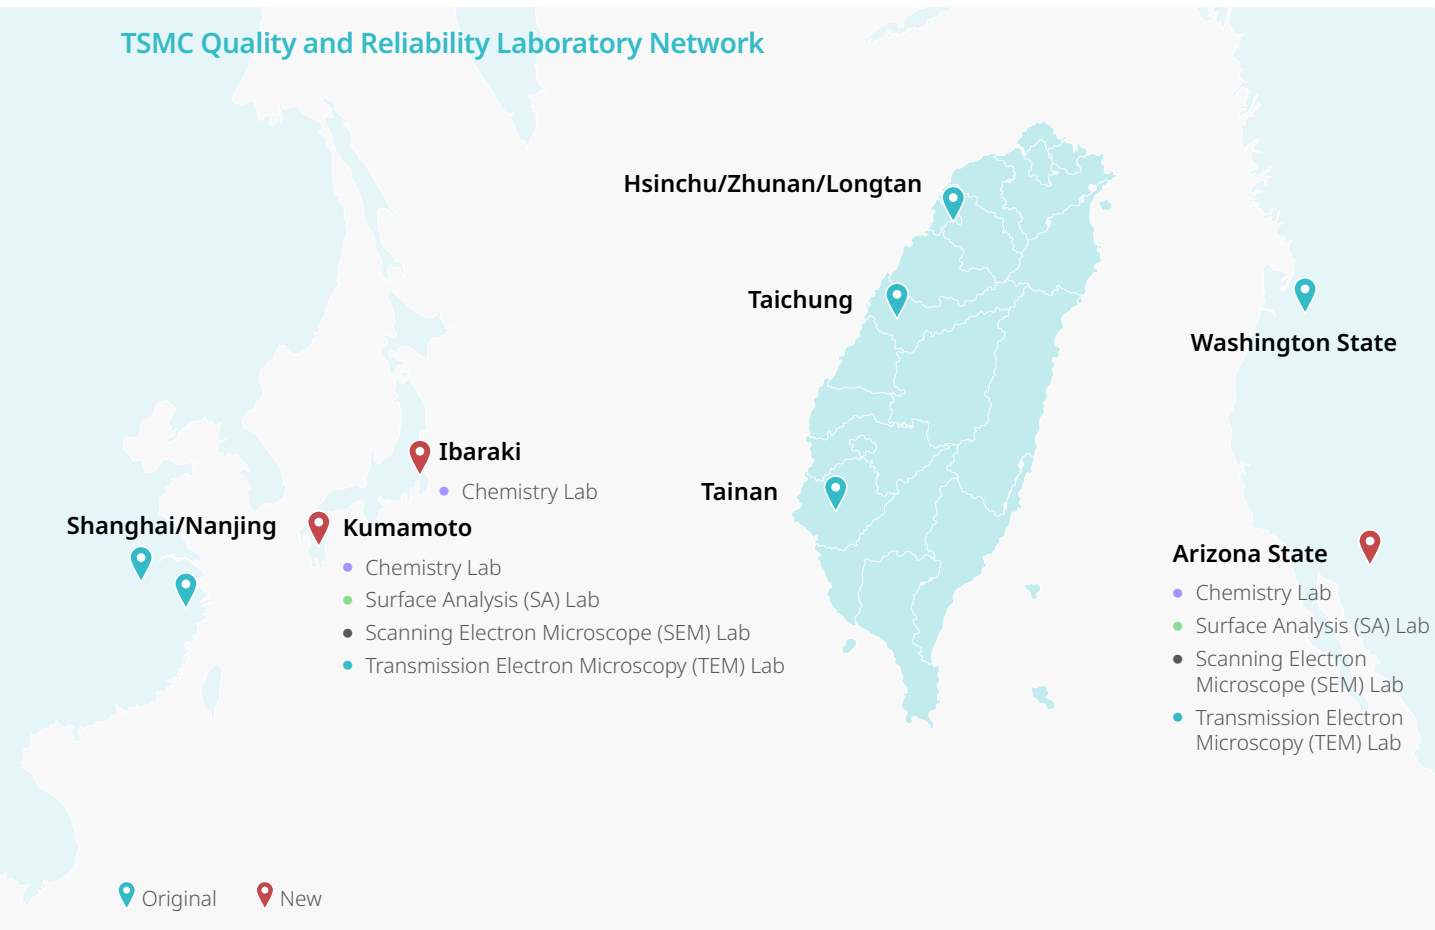 TSMC Quality and Reliability Laboratory Network
Hsinchu/Zhunan/Longtan
Taichung
Washington State
Ibaraki
Chemistry Lab
Tainan
Shanghai/Nanjing
Kumamoto
Chemistry Lab
Surface Analysis (SA) Lab
Scanning Electron Microscope (SEM) Lab
Transmission Electron Microscopy (TEM) Lab
Arizona State
Chemistry Lab
Surface Analysis (SA) Lab
Scanning Electron
Microscope (SEM) Lab
Transmission Electron
Microscopy (TEM) Lab
Original
New